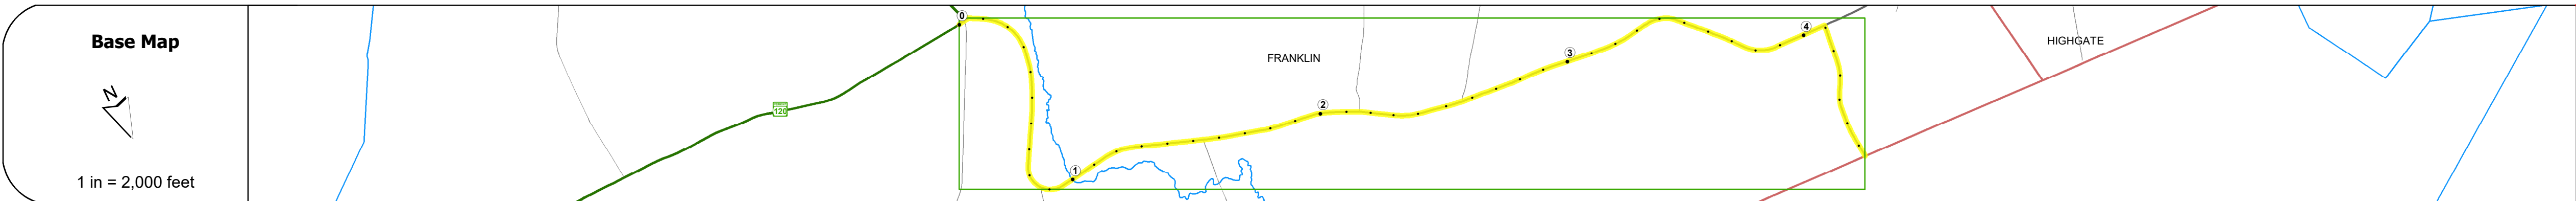 Base Map
N
1 in = 2,000 feet
120
0
1
2
3
4
FRANKLIN
HIGHGATE